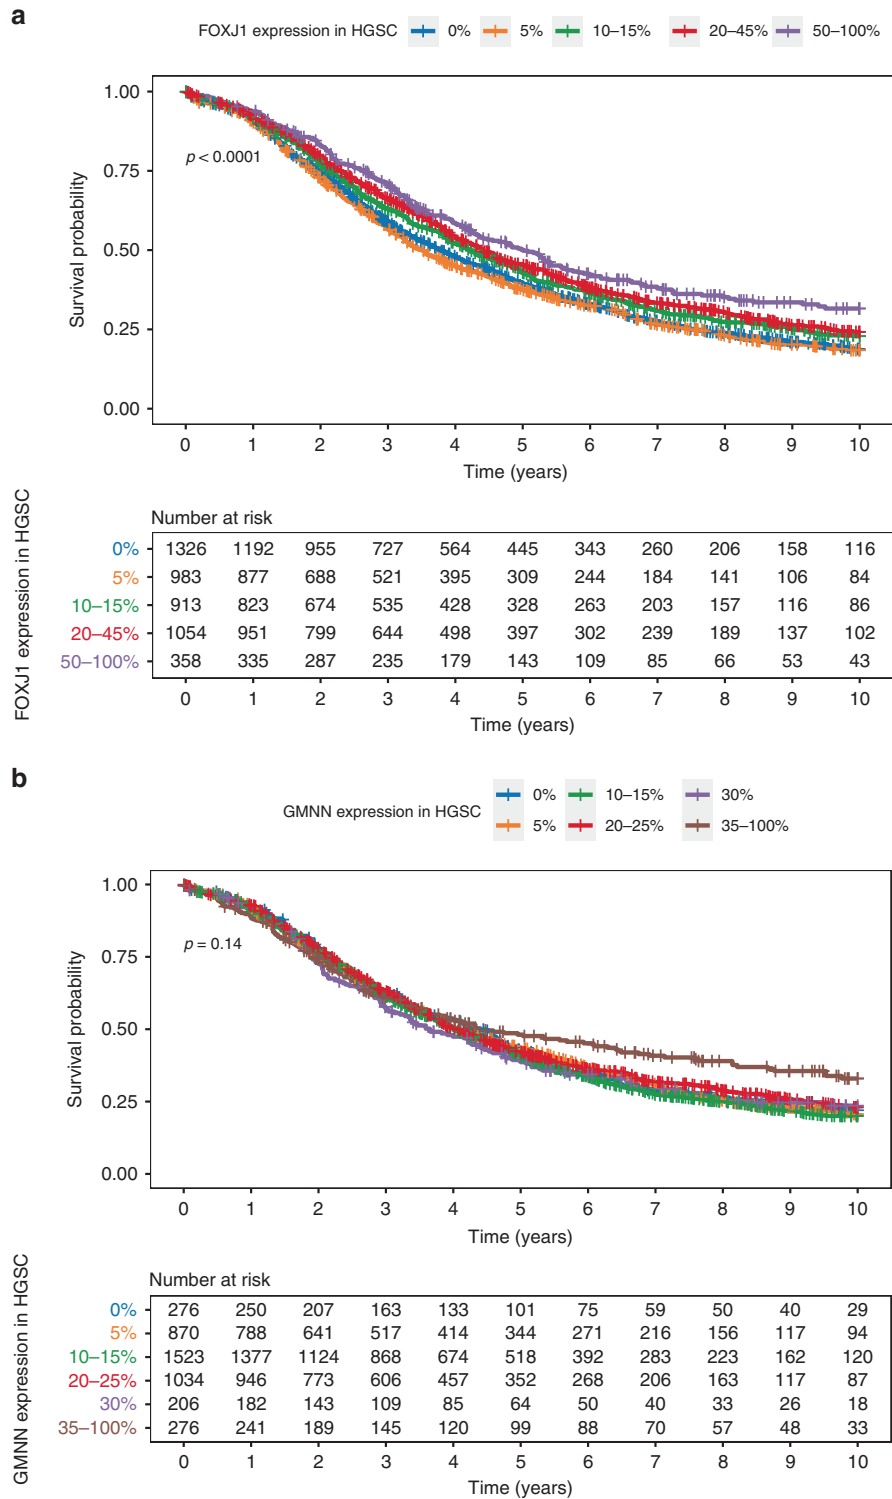 a
FOXJ1 expression in HGSC 0% 5% 10–15% 20–45% 50–100%
1.00
0.75
0.50
0.25
0.00
Survival probability
p < 0.0001
0 1 2 3 4 5 6 7 8 9 10
Time (years)
FOXJ1 expression in HGSC
Number at risk
0% 1326 1192 955 727 564 445 343 260 206 158 116
5% 983 877 688 521 395 309 244 184 141 106 84
10–15% 913 823 674 535 428 328 263 203 157 116 86
20–45% 1054 951 799 644 498 397 302 239 189 137 102
50–100% 358 335 287 235 179 143 109 85 66 53 43
0 1 2 3 4 5 6 7 8 9 10
Time (years)
b
GMNN expression in HGSC
0% 10–15% 30%
5% 20–25% 35–100%
1.00
0.75
0.50
0.25
0.00
Survival probability
p = 0.14
0 1 2 3 4 5 6 7 8 9 10
Time (years)
GMNN expression in HGSC
Number at risk
0% 276 250 207 163 133 101 75 59 50 40 29
5% 870 788 641 517 414 344 271 216 156 117 94
10–15% 1523 1377 1124 868 674 518 392 283 223 162 120
20–25% 1034 946 773 606 457 352 268 206 163 117 87
30% 206 182 143 109 85 64 50 40 33 26 18
35–100% 276 241 189 145 120 99 88 70 57 48 33
0 1 2 3 4 5 6 7 8 9 10
Time (years)